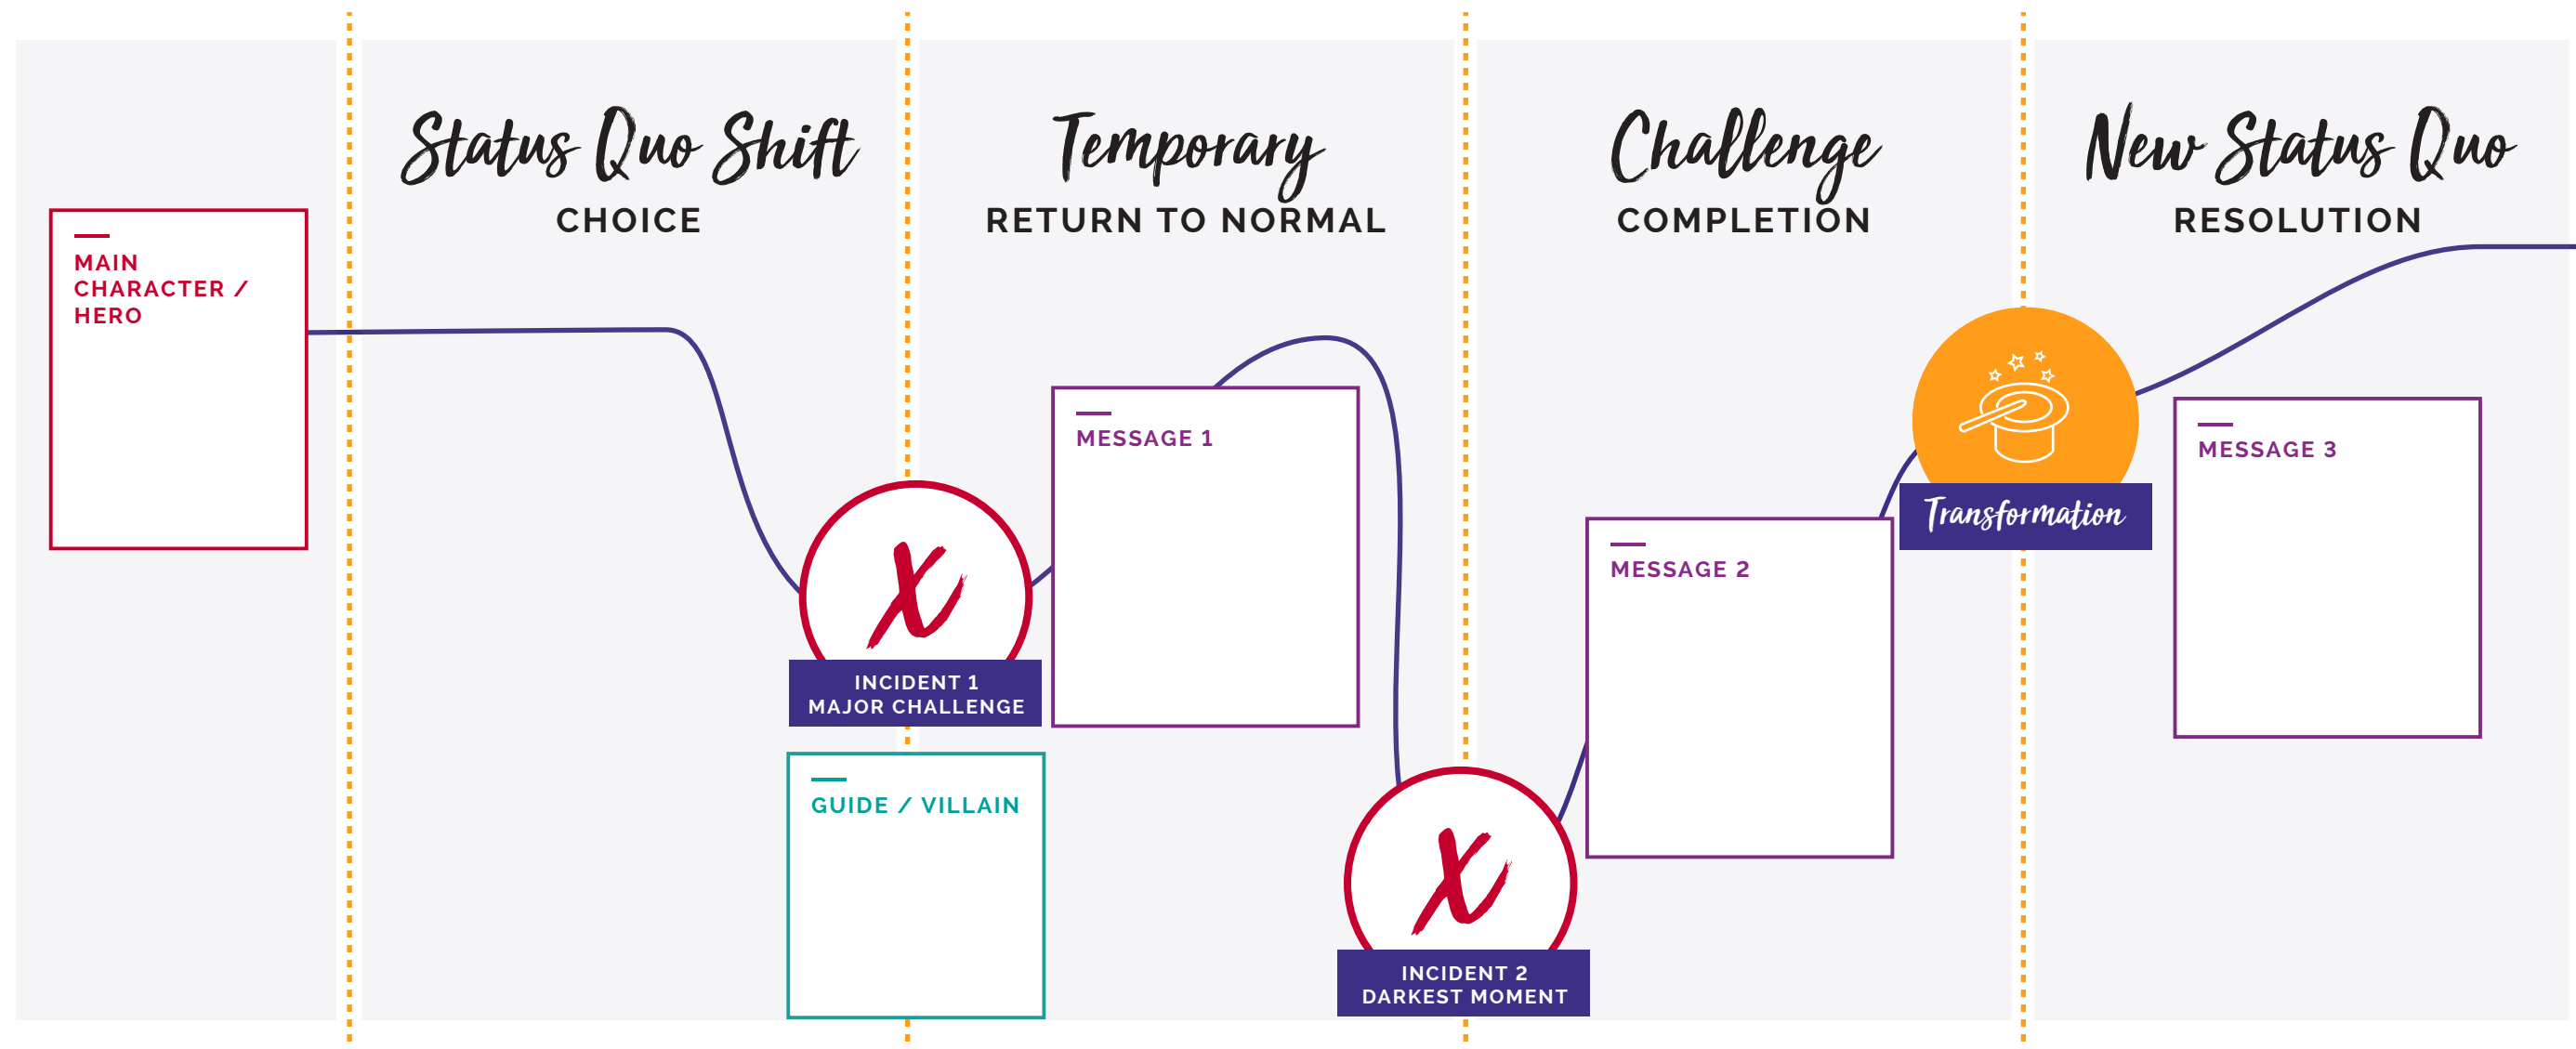 MAIN
CHARACTER /
HERO
Status Quo Shift
CHOICE
INCIDENT 1
MAJOR CHALLENGE
GUIDE / VILLAIN
Temporary
RETURN TO NORMAL
MESSAGE 1
INCIDENT 2
DARKEST MOMENT
Challenge
COMPLETION
MESSAGE 2
Transformation
New Status Quo
RESOLUTION
MESSAGE 3